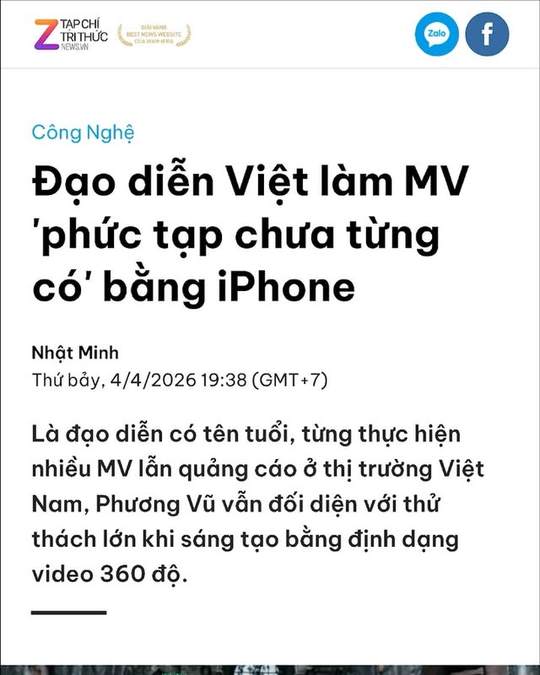 Z TẠP CHÍ
TRI THỨC
NEWS.VN
BEST NEWS WEBSITE
Zalo
f
Công Nghệ
Đạo diễn Việt làm MV
'phức tạp chưa từng
có' bằng iPhone
Nhật Minh
Thứ bảy, 4/4/2026 19:38 (GMT+7)
Là đạo diễn có tên tuổi, từng thực hiện
nhiều MV lẫn quảng cáo ở thị trường Việt
Nam, Phương Vũ vẫn đối diện với thử
thách lớn khi sáng tạo bằng định dạng
video 360 độ.